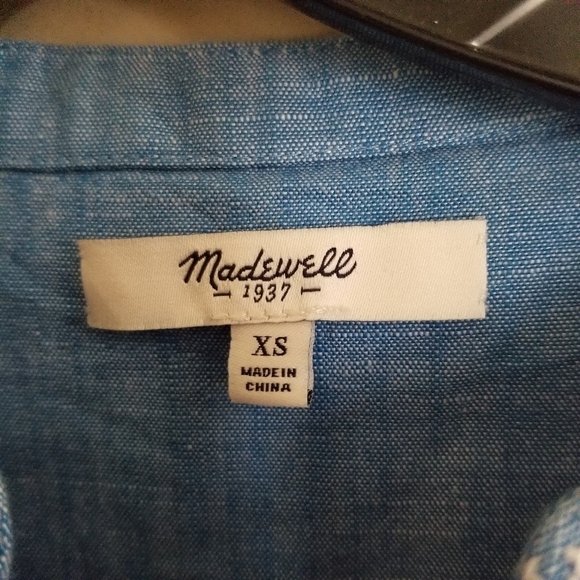 Madewell
— 1937 —
XS
MADE IN
CHINA